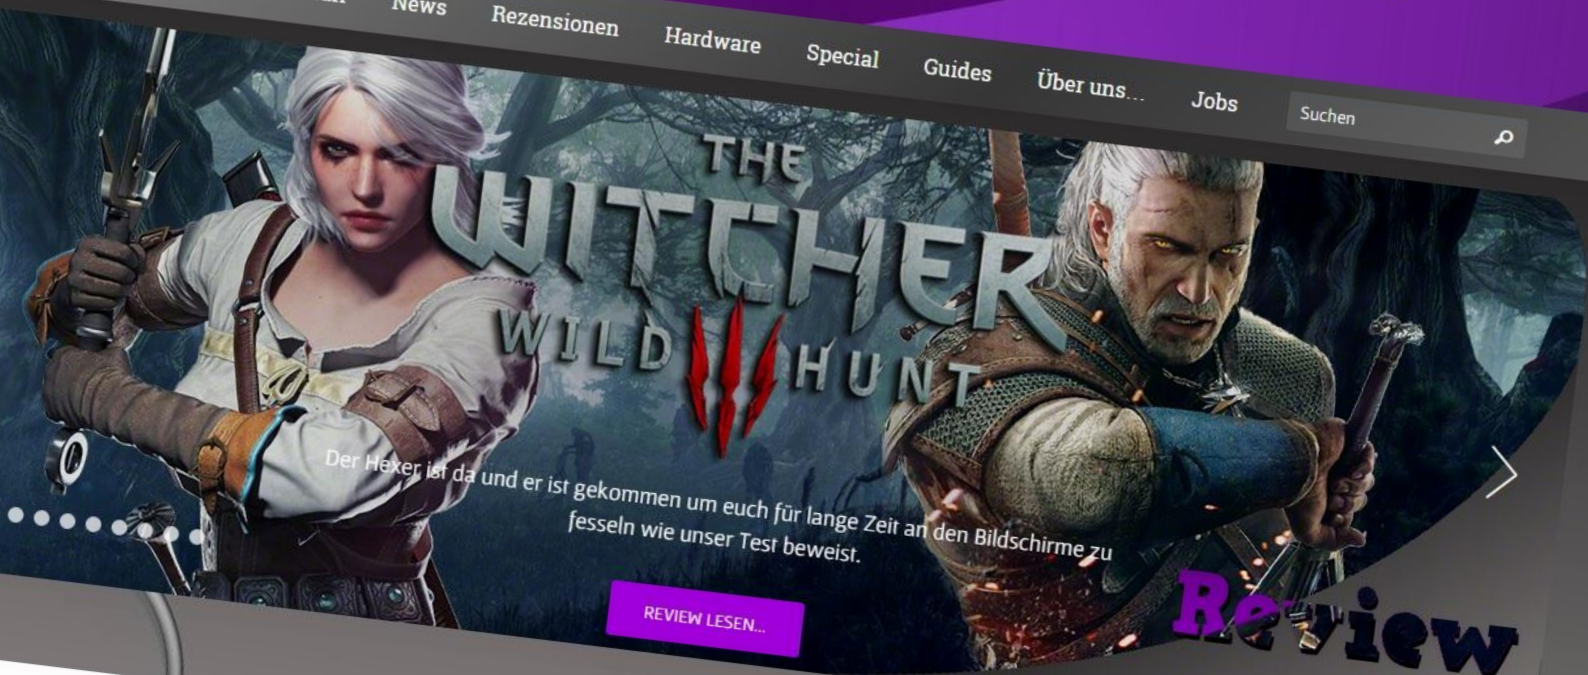 News
Rezensionen
Hardware
Special
Guides
Über uns...
Jobs
Suchen
THE
WITCHER
WILD HUNT
Der Hexer ist da und er ist gekommen um euch für lange Zeit an den Bildschirme zu
fesseln wie unser Test beweist.
REVIEW LESEN...
Review